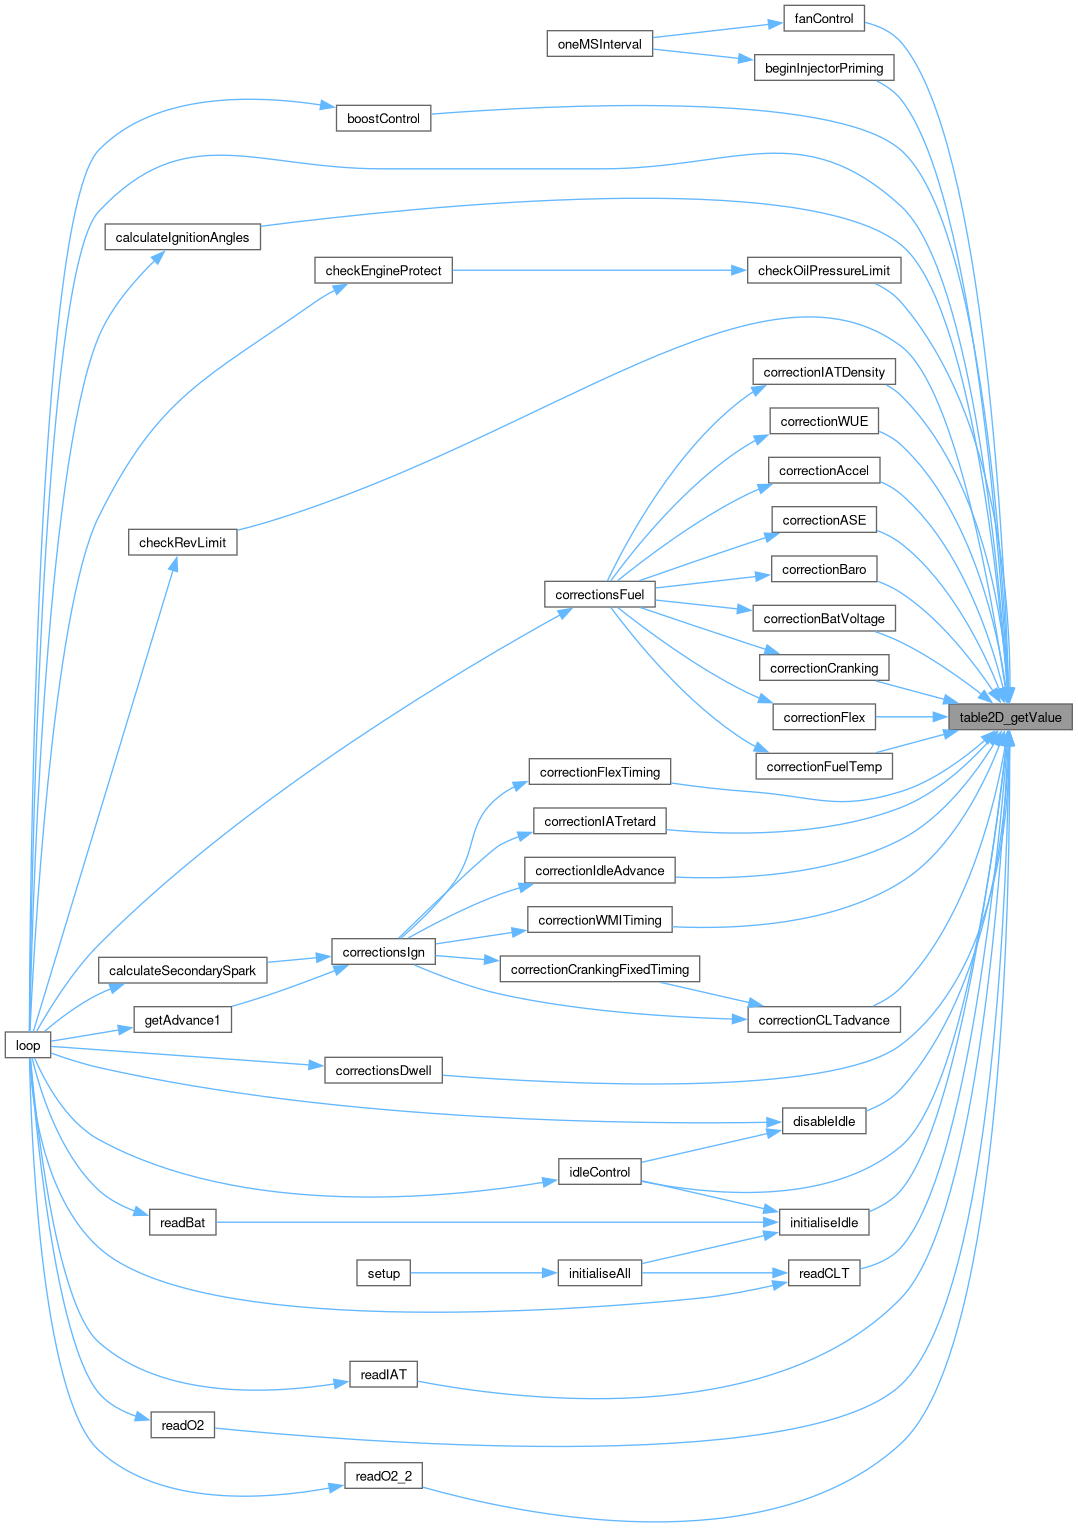 fanControl
oneMSInterval
beginInjectorPriming
boostControl
calculateIgnitionAngles
checkEngineProtect
checkOilPressureLimit
correctionIATDensity
correctionWUE
correctionAccel
correctionASE
checkRevLimit
correctionBaro
correctionsFuel
correctionBatVoltage
correctionCranking
correctionFlex
table2D_getValue
correctionFuelTemp
correctionFlexTiming
correctionIATretard
correctionIdleAdvance
correctionWMITiming
correctionsIgn
calculateSecondarySpark
correctionCrankingFixedTiming
getAdvance1
correctionCLTadvance
loop
correctionsDwell
disableIdle
idleControl
readBat
initialiseIdle
setup
initialiseAll
readCLT
readIAT
readO2
readO2_2